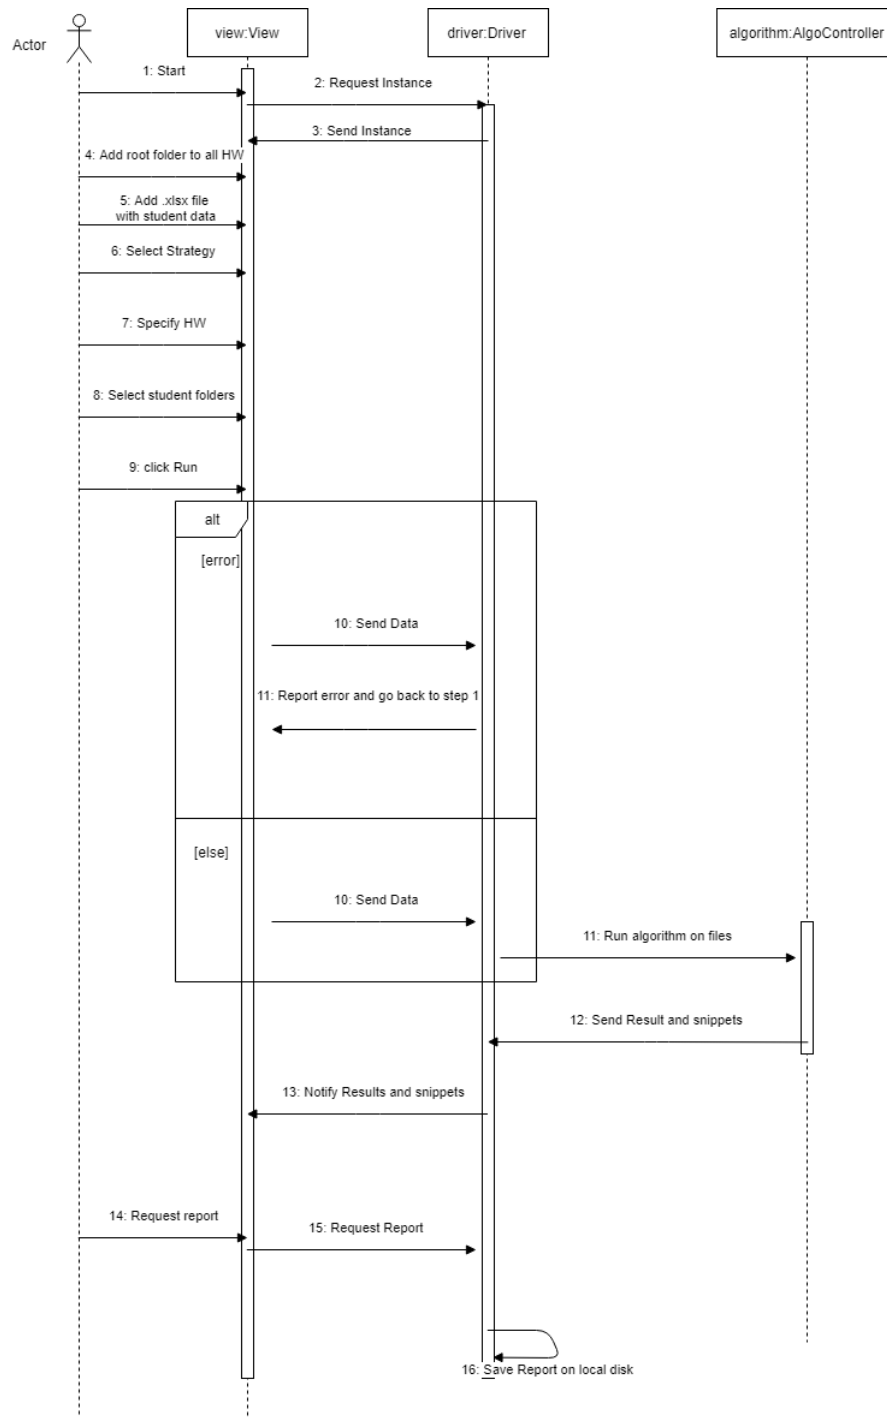 Actor
view:View
driver:Driver
algorithm:AlgoController
1: Start
2: Request Instance
3: Send Instance
4: Add root folder to all HW
5: Add .xlsx file
with student data
6: Select Strategy
7: Specify HW
8: Select student folders
9: click Run
alt
[error]
10: Send Data
11: Report error and go back to step 1
[else]
10: Send Data
11: Run algorithm on files
12: Send Result and snippets
13: Notify Results and snippets
14: Request report
15: Request Report
16: Save Report on local disk